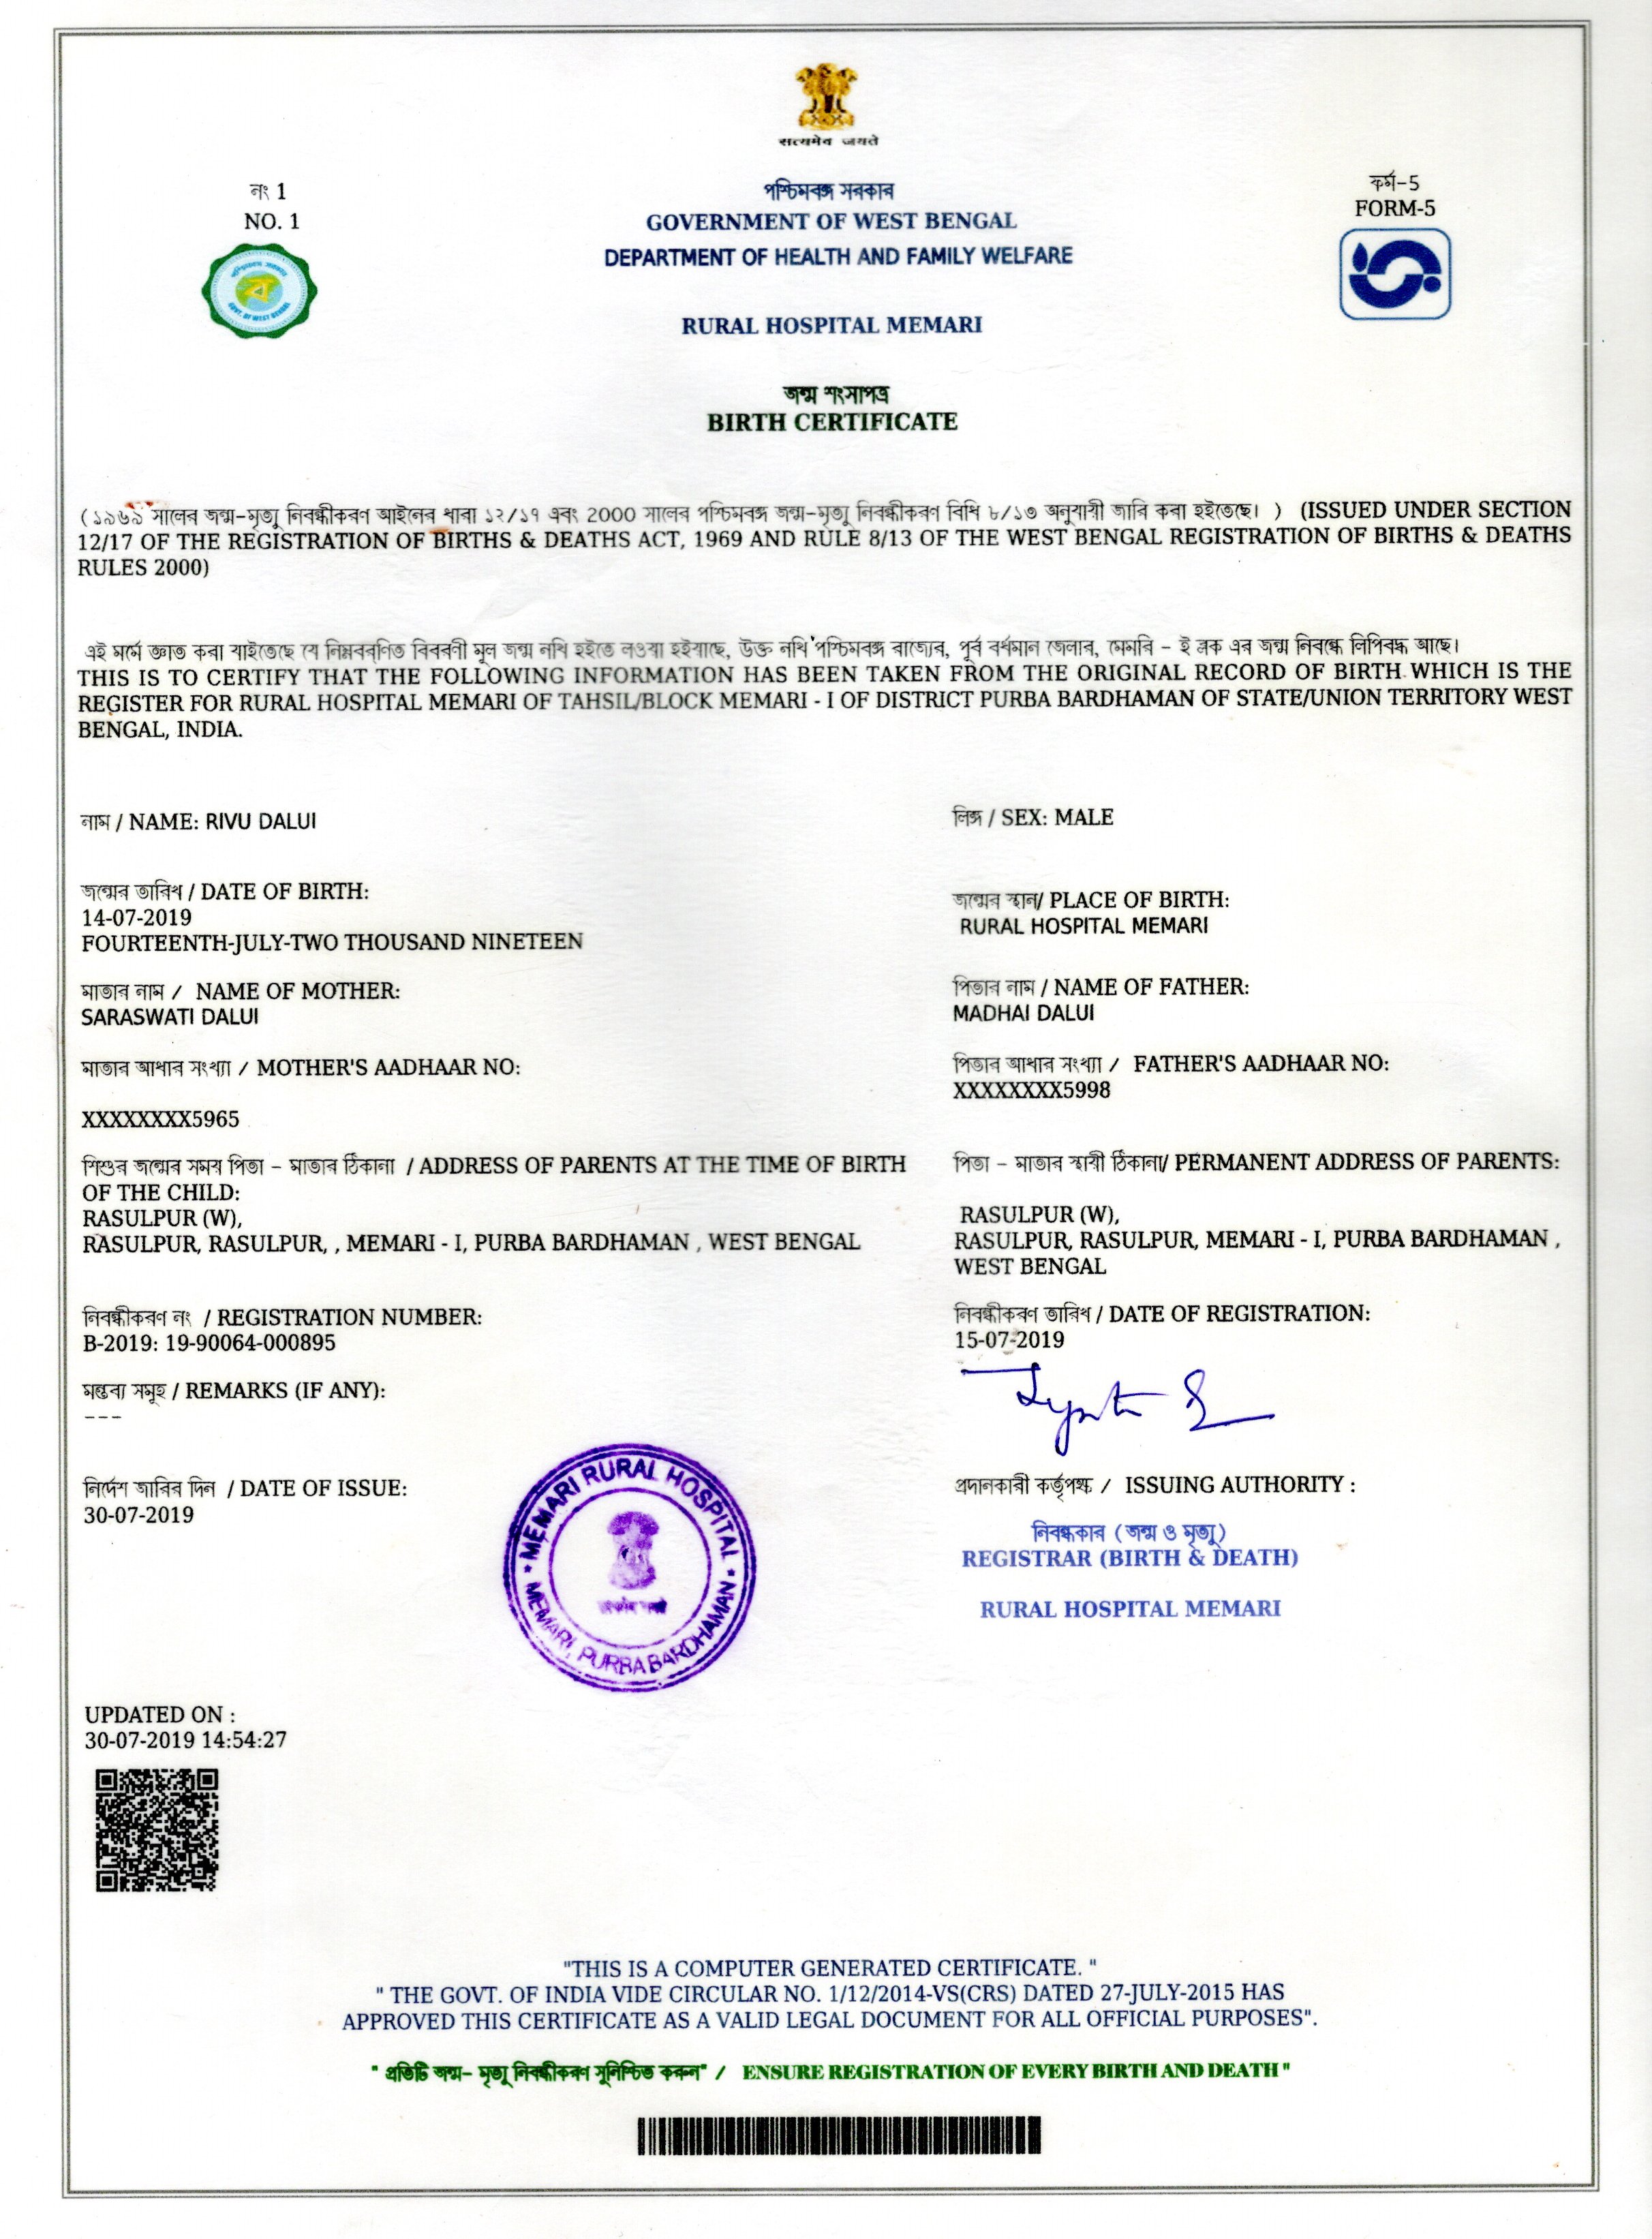 सत्यमेव जयते
নং 1
NO. 1
পশ্চিমবঙ্গ সরকার
GOVERNMENT OF WEST BENGAL
DEPARTMENT OF HEALTH AND FAMILY WELFARE
ফর্ম-5
FORM-5
RURAL HOSPITAL MEMARI
জন্ম শংসাপত্র
BIRTH CERTIFICATE
(১৯৬৯ সালের জন্ম-মৃত্যু নিবন্ধীকরণ আইনের ধারা ১২/১৭ এবং 2000 সালের পশ্চিমবঙ্গ জন্ম-মৃত্যু নিবন্ধীকরণ বিধি ৮/১৩ অনুযায়ী জারি করা হইতেছে। ) (ISSUED UNDER SECTION
12/17 OF THE REGISTRATION OF BIRTHS & DEATHS ACT, 1969 AND RULE 8/13 OF THE WEST BENGAL REGISTRATION OF BIRTHS & DEATHS
RULES 2000)
এই মর্মে জ্ঞাত করা যাইতেছে যে নিম্নবরণিত বিবরণী মুল জন্ম নথি হইতে লওয়া হইয়াছে, উক্ত নথি পশ্চিমবঙ্গ রাজ্যের, পূর্ব বর্ধমান জেলার, মেমারি - ই ব্লক এর জন্ম নিবন্ধে লিপিবদ্ধ আছে।
THIS IS TO CERTIFY THAT THE FOLLOWING INFORMATION HAS BEEN TAKEN FROM THE ORIGINAL RECORD OF BIRTH WHICH IS THE
REGISTER FOR RURAL HOSPITAL MEMARI OF TAHSIL/BLOCK MEMARI - I OF DISTRICT PURBA BARDHAMAN OF STATE/UNION TERRITORY WEST
BENGAL, INDIA.
নাম / NAME: RIVU DALUI
লিঙ্গ / SEX: MALE
জন্মের তারিখ / DATE OF BIRTH:
14-07-2019
FOURTEENTH-JULY-TWO THOUSAND NINETEEN
জন্মের স্থান/ PLACE OF BIRTH:
RURAL HOSPITAL MEMARI
মাতার নাম / NAME OF MOTHER:
SARASWATI DALUI
পিতার নাম / NAME OF FATHER:
MADHAI DALUI
মাতার আধার সংখ্যা / MOTHER'S AADHAAR NO:
XXXXXXXX5965
পিতার আধার সংখ্যা / FATHER'S AADHAAR NO:
XXXXXXXX5998
শিশুর জন্মের সময় পিতা - মাতার ঠিকানা / ADDRESS OF PARENTS AT THE TIME OF BIRTH
OF THE CHILD:
RASULPUR (W),
RASULPUR, RASULPUR, , MEMARI - I, PURBA BARDHAMAN , WEST BENGAL
পিতা - মাতার স্থায়ী ঠিকানা/ PERMANENT ADDRESS OF PARENTS:
RASULPUR (W),
RASULPUR, RASULPUR, MEMARI - I, PURBA BARDHAMAN ,
WEST BENGAL
নিবন্ধীকরণ নং / REGISTRATION NUMBER:
B-2019: 19-90064-000895
নিবন্ধীকরণ তারিখ / DATE OF REGISTRATION:
15-07-2019
মন্তব্য সমূহ / REMARKS (IF ANY):
---
নির্দেশ জারির দিন / DATE OF ISSUE:
30-07-2019
MEMARI RURAL HOSPITAL
MEMARI, PURBA BARDHAMAN
প্রদানকারী কর্তৃপক্ষ / ISSUING AUTHORITY :
নিবন্ধকার (জন্ম ও মৃত্যু)
REGISTRAR (BIRTH & DEATH)
RURAL HOSPITAL MEMARI
UPDATED ON :
30-07-2019 14:54:27
"THIS IS A COMPUTER GENERATED CERTIFICATE. "
" THE GOVT. OF INDIA VIDE CIRCULAR NO. 1/12/2014-VS(CRS) DATED 27-JULY-2015 HAS
APPROVED THIS CERTIFICATE AS A VALID LEGAL DOCUMENT FOR ALL OFFICIAL PURPOSES".
" প্রতিটি জন্ম- মৃত্যু নিবন্ধীকরণ সুনিশ্চিত করুন" / ENSURE REGISTRATION OF EVERY BIRTH AND DEATH "